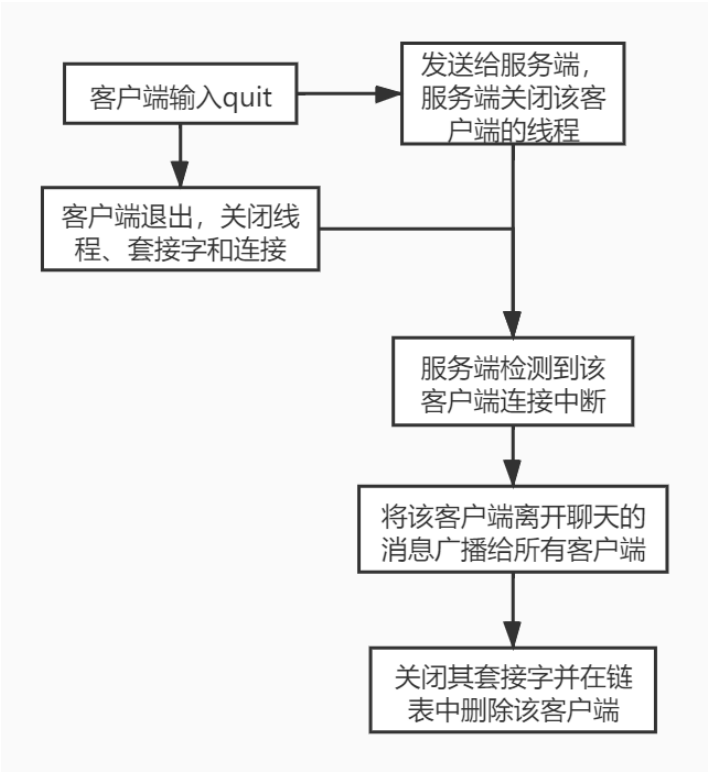 客户端输入quit
发送给服务端，
服务端关闭该客
户端的线程
客户端退出，关闭线
程、套接字和连接
服务端检测到该
客户端连接中断
将该客户端离开聊天的
消息广播给所有客户端
关闭其套接字并在链
表中删除该客户端